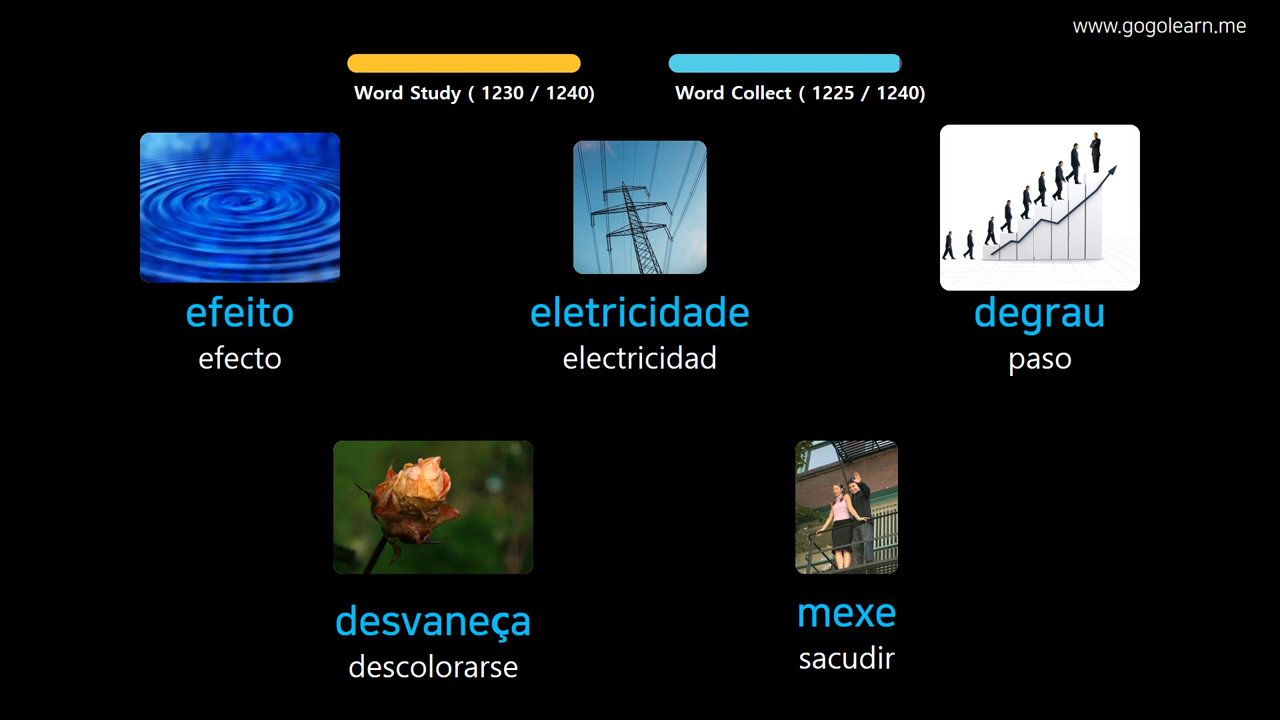 www.gogolearn.me
Word Study ( 1230 / 1240)
Word Collect ( 1225 / 1240)
efeito
efecto
eletricidade
electricidad
degrau
paso
desvaneça
descolorarse
mexe
sacudir